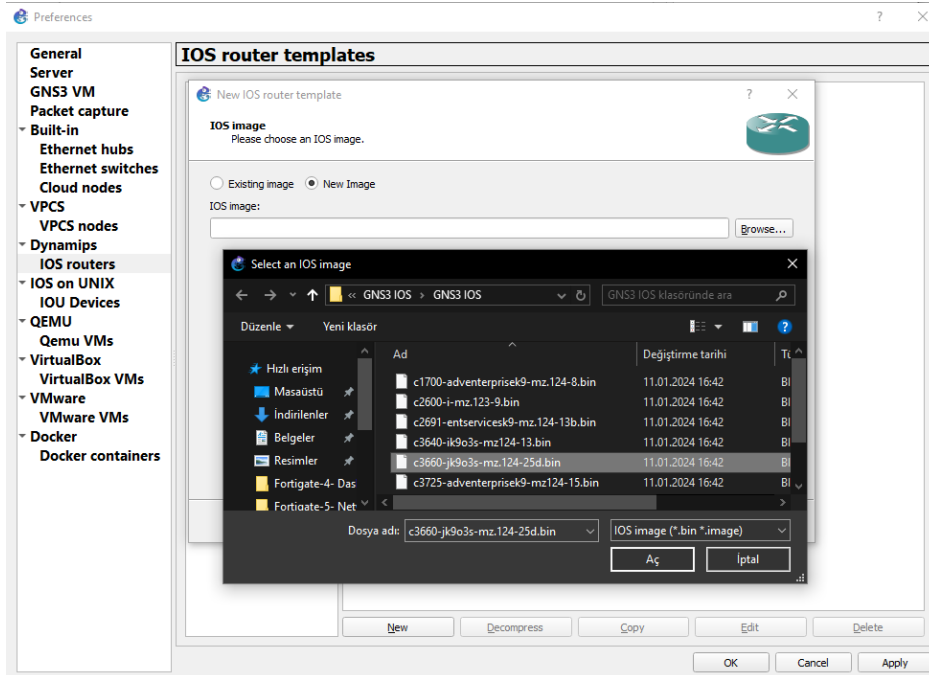 Preferences
General
Server
GNS3 VM
Packet capture
Built-in
Ethernet hubs
Ethernet switches
Cloud nodes
VPCS
VPCS nodes
Dynamips
IOS routers
IOS on UNIX
IOU Devices
QEMU
Qemu VMs
VirtualBox
VirtualBox VMs
VMware
VMware VMs
Docker
Docker containers
IOS router templates
New IOS router template
IOS image
Please choose an IOS image.
Existing image New Image
IOS image:
Browse...
Select an IOS image
« GNS3 IOS > GNS3 IOS
GNS3 IOS klasöründe ara
Düzenle Yeni klasör
Hızlı erişim
Masaüstü
İndirilenler
Belgeler
Resimler
Fortigate-4- Das
Fortigate-5- Net
Ad Değiştirme tarihi Tü
c1700-adventerprisek9-mz.124-8.bin 11.01.2024 16:42 BI
c2600-i-mz.123-9.bin 11.01.2024 16:42 BI
c2691-entservicesk9-mz.124-13b.bin 11.01.2024 16:42 BI
c3640-ik9o3s-mz124-13.bin 11.01.2024 16:42 BI
c3660-jk9o3s-mz.124-25d.bin 11.01.2024 16:42 BI
c3725-adventerprisek9-mz124-15.bin 11.01.2024 16:42 BI
Dosya adı: c3660-jk9o3s-mz.124-25d.bin IOS image (*.bin *.image)
Aç İptal
New Decompress Copy Edit Delete
OK Cancel Apply